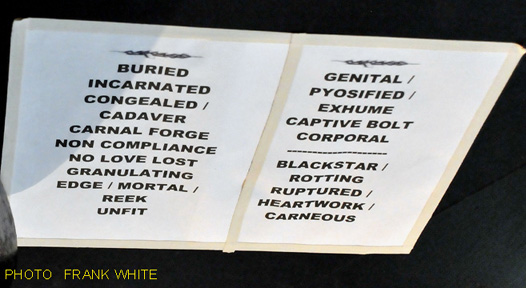 BURIED
INCARNATED
CONGEALED /
CADAVER
CARNAL FORGE
NON COMPLIANCE
NO LOVE LOST
GRANULATING
EDGE / MORTAL /
REEK
UNFIT
GENITAL /
PYOSIFIED /
EXHUME
CAPTIVE BOLT
CORPORAL
--------------------
BLACKSTAR /
ROTTING
RUPTURED /
HEARTWORK /
CARNEOUS
PHOTO FRANK WHITE